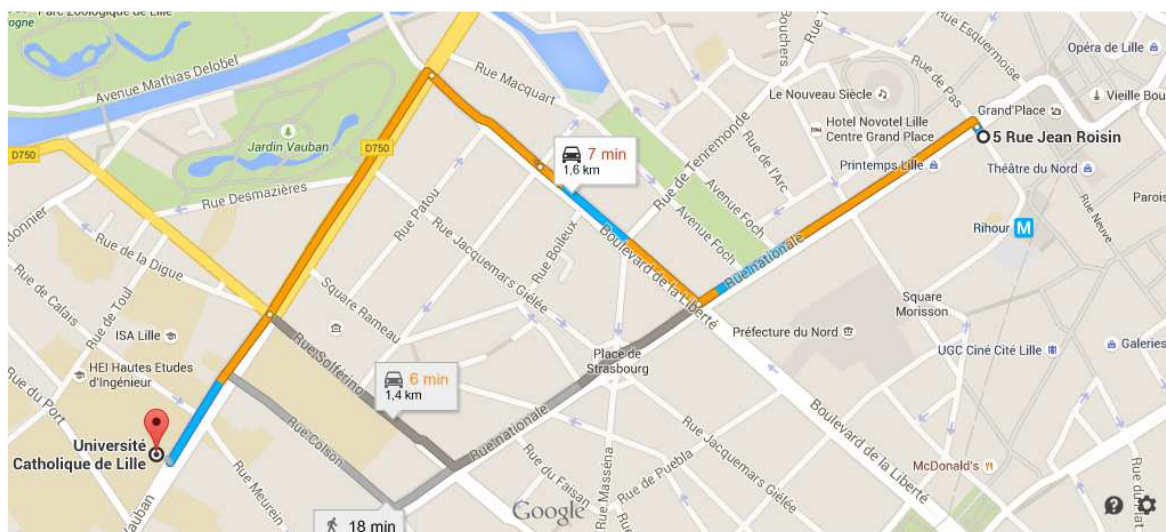 Parc Zoologique de Lille
ogne
Avenue Mathias Delobel
Rue Macquart
Bouchers
Rue Esquermoise
Rue de Pas
Opéra de Lille
Le Nouveau Siècle
Grand'Place
Vieille Bou
Hotel Novotel Lille
Centre Grand Place
5 Rue Jean Roisin
Jardin Vauban
D750
D750
7 min
1,6 km
Rue de Tenremonde
Rue de l'Arc
Printemps Lille
Théâtre du Nord
Rue Desmazières
Rue Patou
Avenue Foch
Avenue Foch
Parois
Rihour
M
Rue Neuve
donnier
Rue de la Digue
Rue Jacquemars Giélée
Rue Boileux
Boulevard de la Liberté
Rue nationale
Rue de Calais
Rue de Toul
Square Rameau
Square
Morisson
ISA Lille
Rue Solferino
Place de
Strasbourg
Préfecture du Nord
UGC Ciné Cité Lille
Galeries
HEI Hautes Etudes
d'Ingénieur
6 min
1,4 km
Rue du Port
Rue Colson
Rue nationale
Boulevard de la Liberté
Université
Catholique de Lille
Rue Jacquemars Giélée
McDonald's
Rue Meurein
Rue du Faisan
Rue Masséna
Rue de Puebla
Vauban
18 min
Google